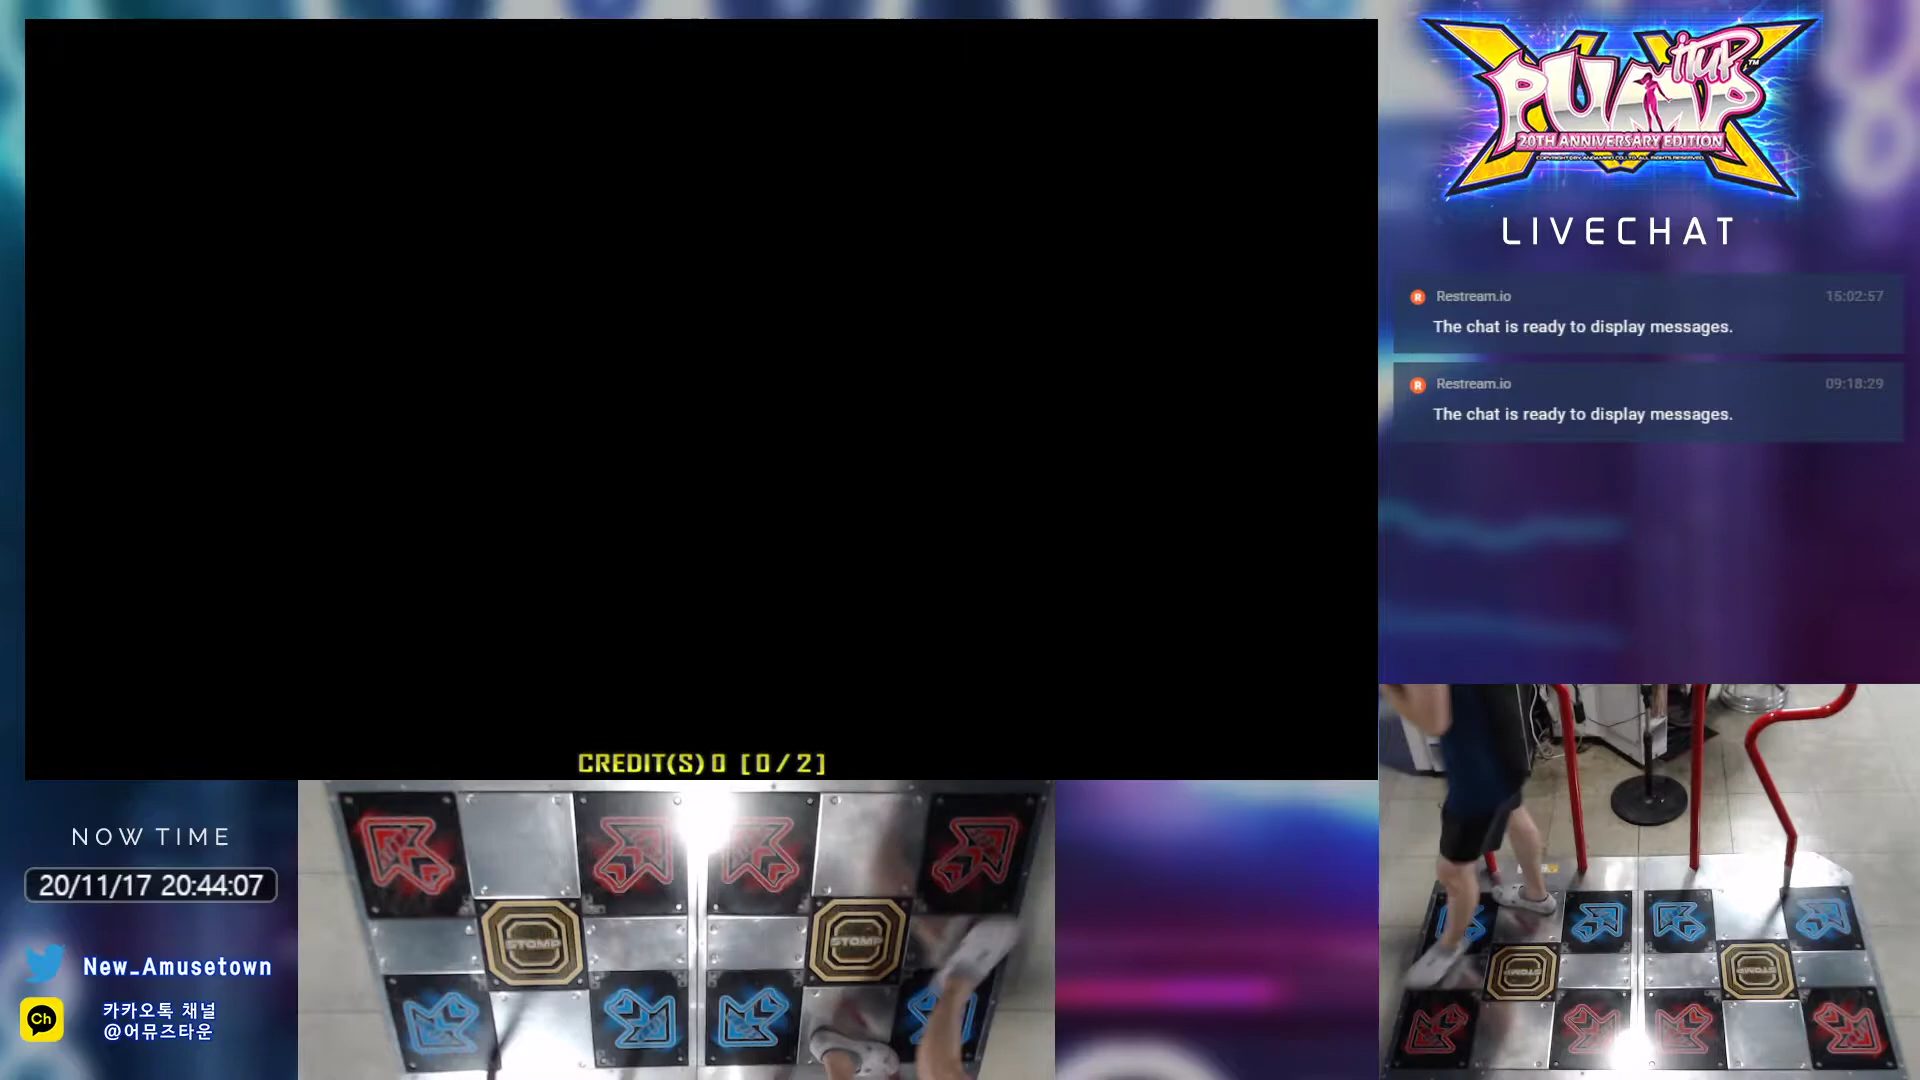 CREDIT(S) 0 [0/2]
PUMP
it UP
TM
20TH ANNIVERSARY EDITION
LIVECHAT
Restream.io 15:02:57
The chat is ready to display messages.
Restream.io 09:18:29
The chat is ready to display messages.
NOW TIME
20/11/17 20:44:07
New_Amusetown
Ch
카카오톡 채널
@어뮤즈타운
STOMP
STOMP
STOMP
STOMP